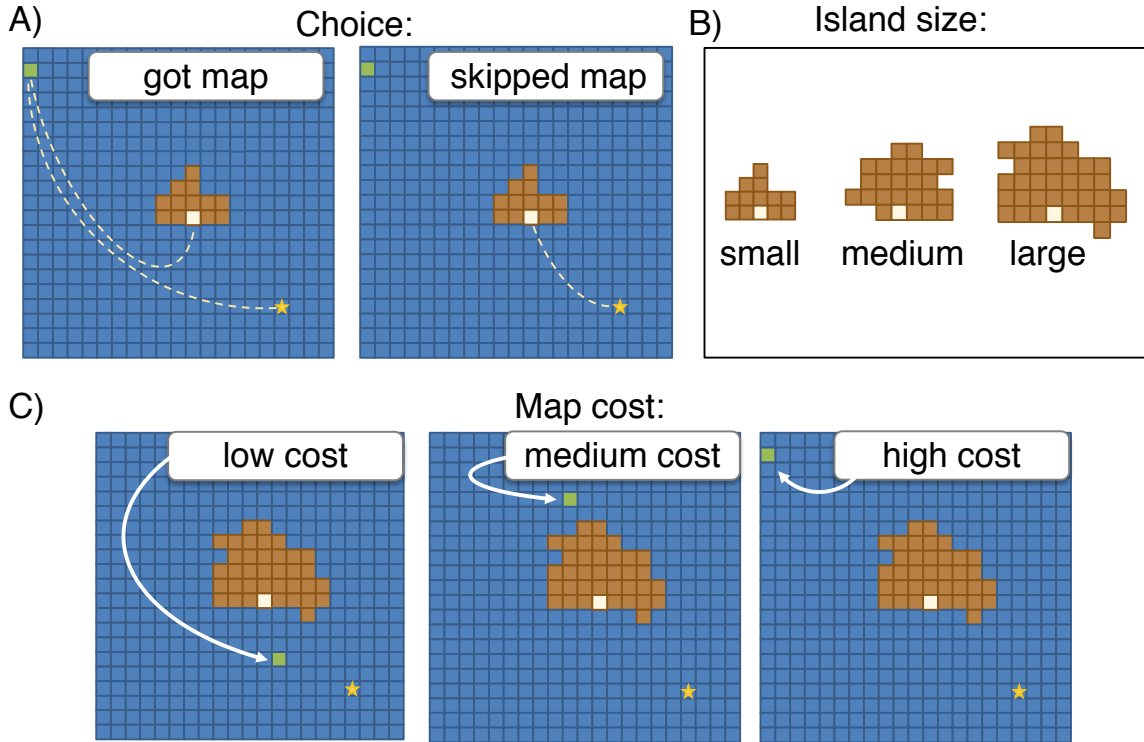 A)
Choice:
got map
skipped map
B)
Island size:
small
medium
large
C)
Map cost:
low cost
medium cost
high cost